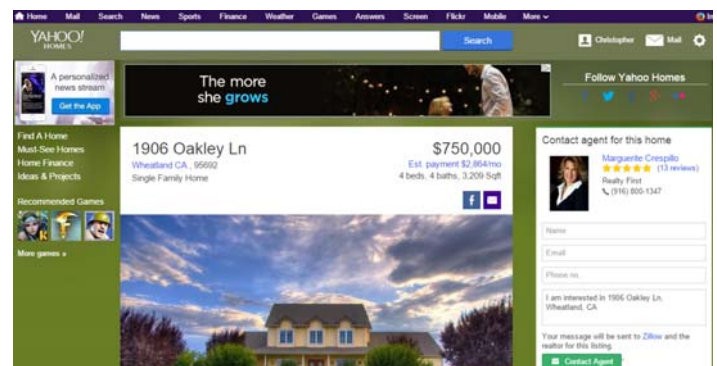 Home Mail Search News Sports Finance Weather Games Answers Screen Flickr Mobile More
YAHOO!
HOMES
Search
Christopher Mail
A personalized
news stream
Get the App
The more
she grows
Follow Yahoo Homes
Find A Home
Must-See Homes
Home Finance
Ideas & Projects
Recommended Games
More games »
1906 Oakley Ln
Wheatland CA , 95692
Single Family Home
$750,000
Est. payment $2,864/mo
4 beds, 4 baths, 3,209 Sqft
Contact agent for this home
Marguerite Crespillo
(13 reviews)
Realty First
(916) 800-1347
Name
Email
Phone no.
I am interested in 1906 Oakley Ln,
Wheatland, CA
Your message will be sent to Zillow and the
realtor for this listing.
Contact Agent